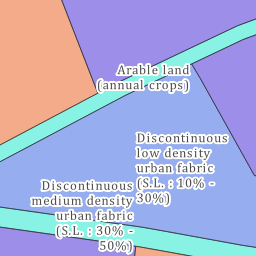 Arable land
(annual crops)
Discontinuous
low density
urban fabric
(S.L. : 10% -
30%)
Discontinuous
medium density
urban fabric
(S.L. : 30% -
50%)